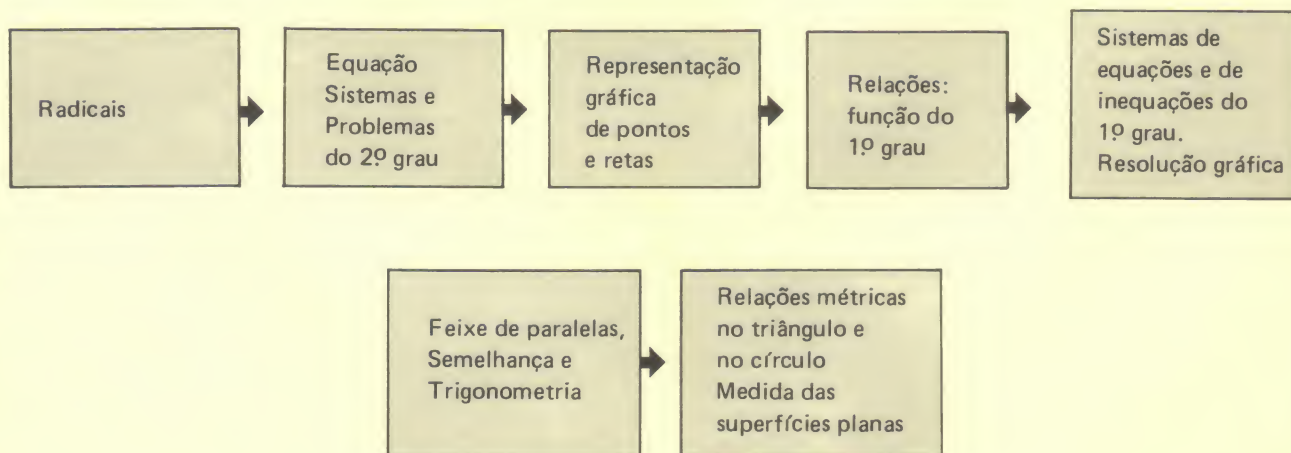 Radicais
Equação
Sistemas e
Problemas
do 2º grau
Representação
gráfica
de pontos
e retas
Relações:
função do
1º grau
Sistemas de
equações e de
inequações do
1º grau.
Resolução gráfica
Feixe de paralelas,
Semelhança e
Trigonometria
Relações métricas
no triângulo e
no círculo
Medida das
superfícies planas